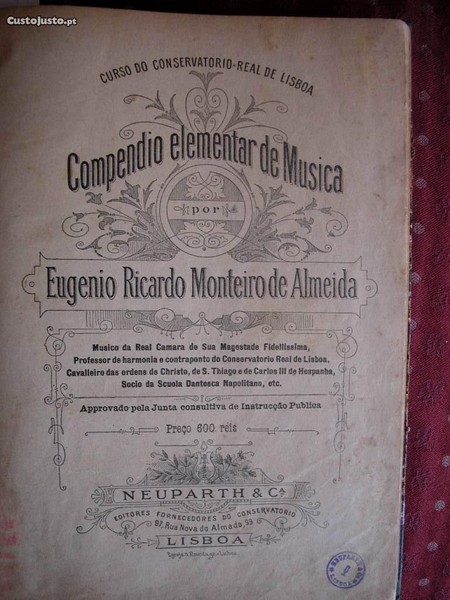 CustoJusto.pt
CURSO DO CONSERVATORIO REAL DE LISBOA
Compendio elementar de Musica
por
Eugenio Ricardo Monteiro de Almeida
Musico da Real Camara de Sua Magestade Fidelissima,
Professor de harmonia e contraponto do Conservatorio Real de Lisboa,
Cavalleiro das ordens de Christo, de S. Thiago e de Carlos III de Hespanha,
Socio da Scuola Dantesca Napolitana, etc.
Approvado pela Junta consultiva de Instrucção Publica
Preço 600 réis
NEUPARTH & Cª
EDITORES FORNECEDORES DO CONSERVATORIO
97, Rua Nova do Almada, 99
LISBOA